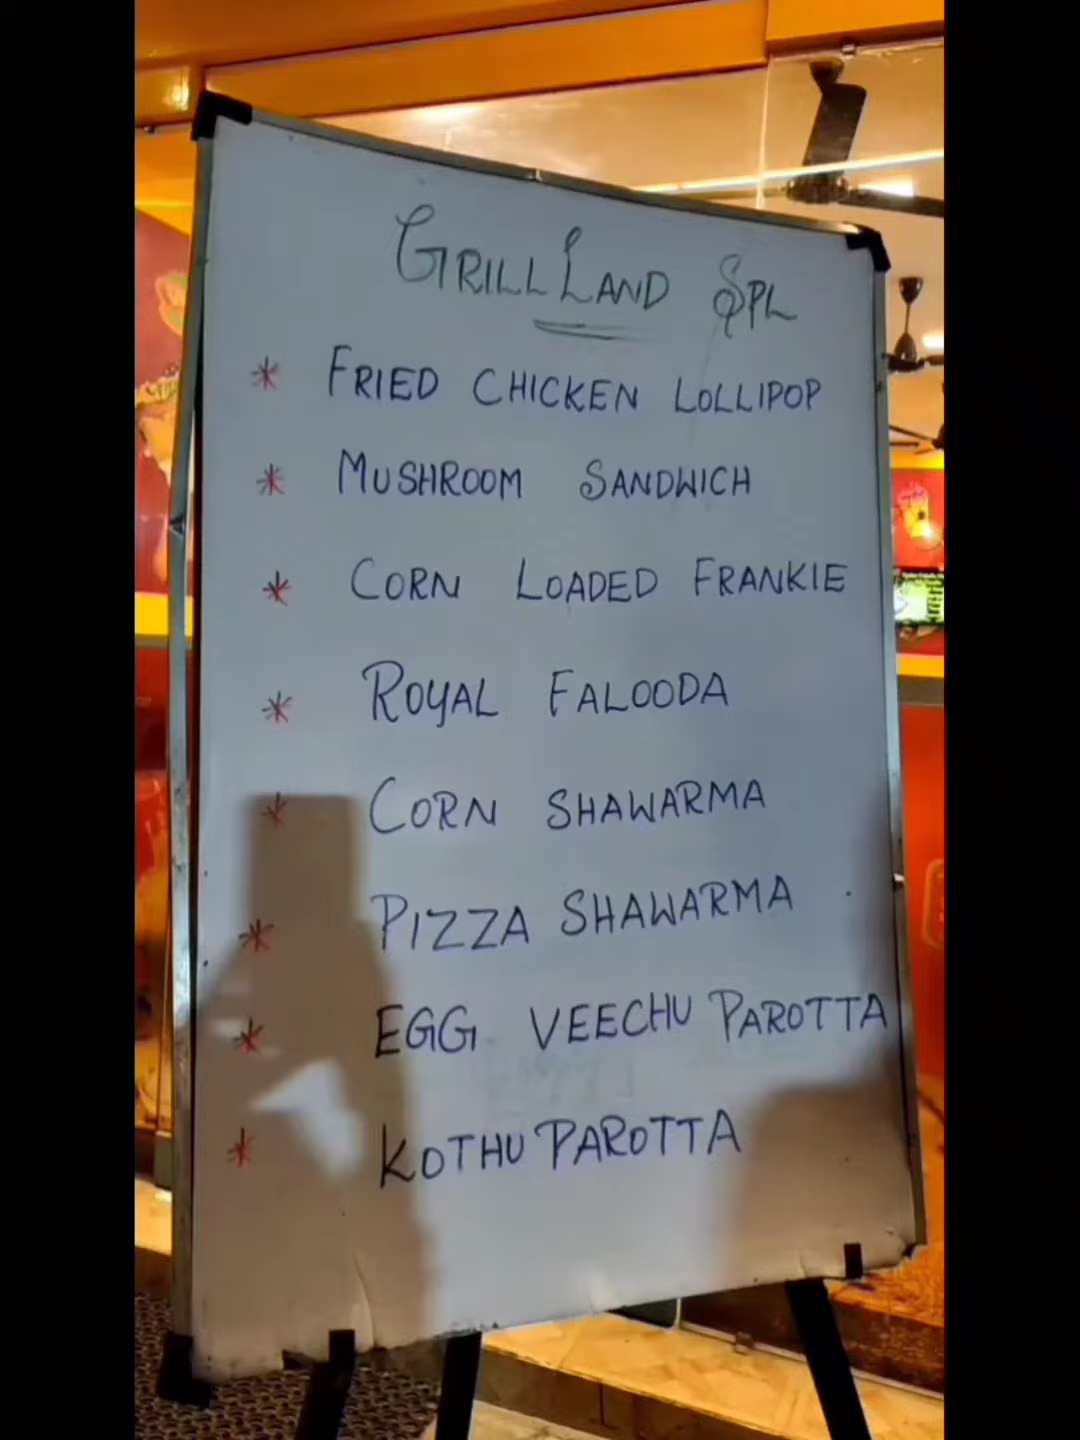 GRILL LAND SPL
* FRIED CHICKEN LOLLIPOP
* MUSHROOM SANDWICH
* CORN LOADED FRANKIE
* ROYAL FALOODA
* CORN SHAWARMA
* PIZZA SHAWARMA
* EGG VEECHU PAROTTA
* KOTHU PAROTTA